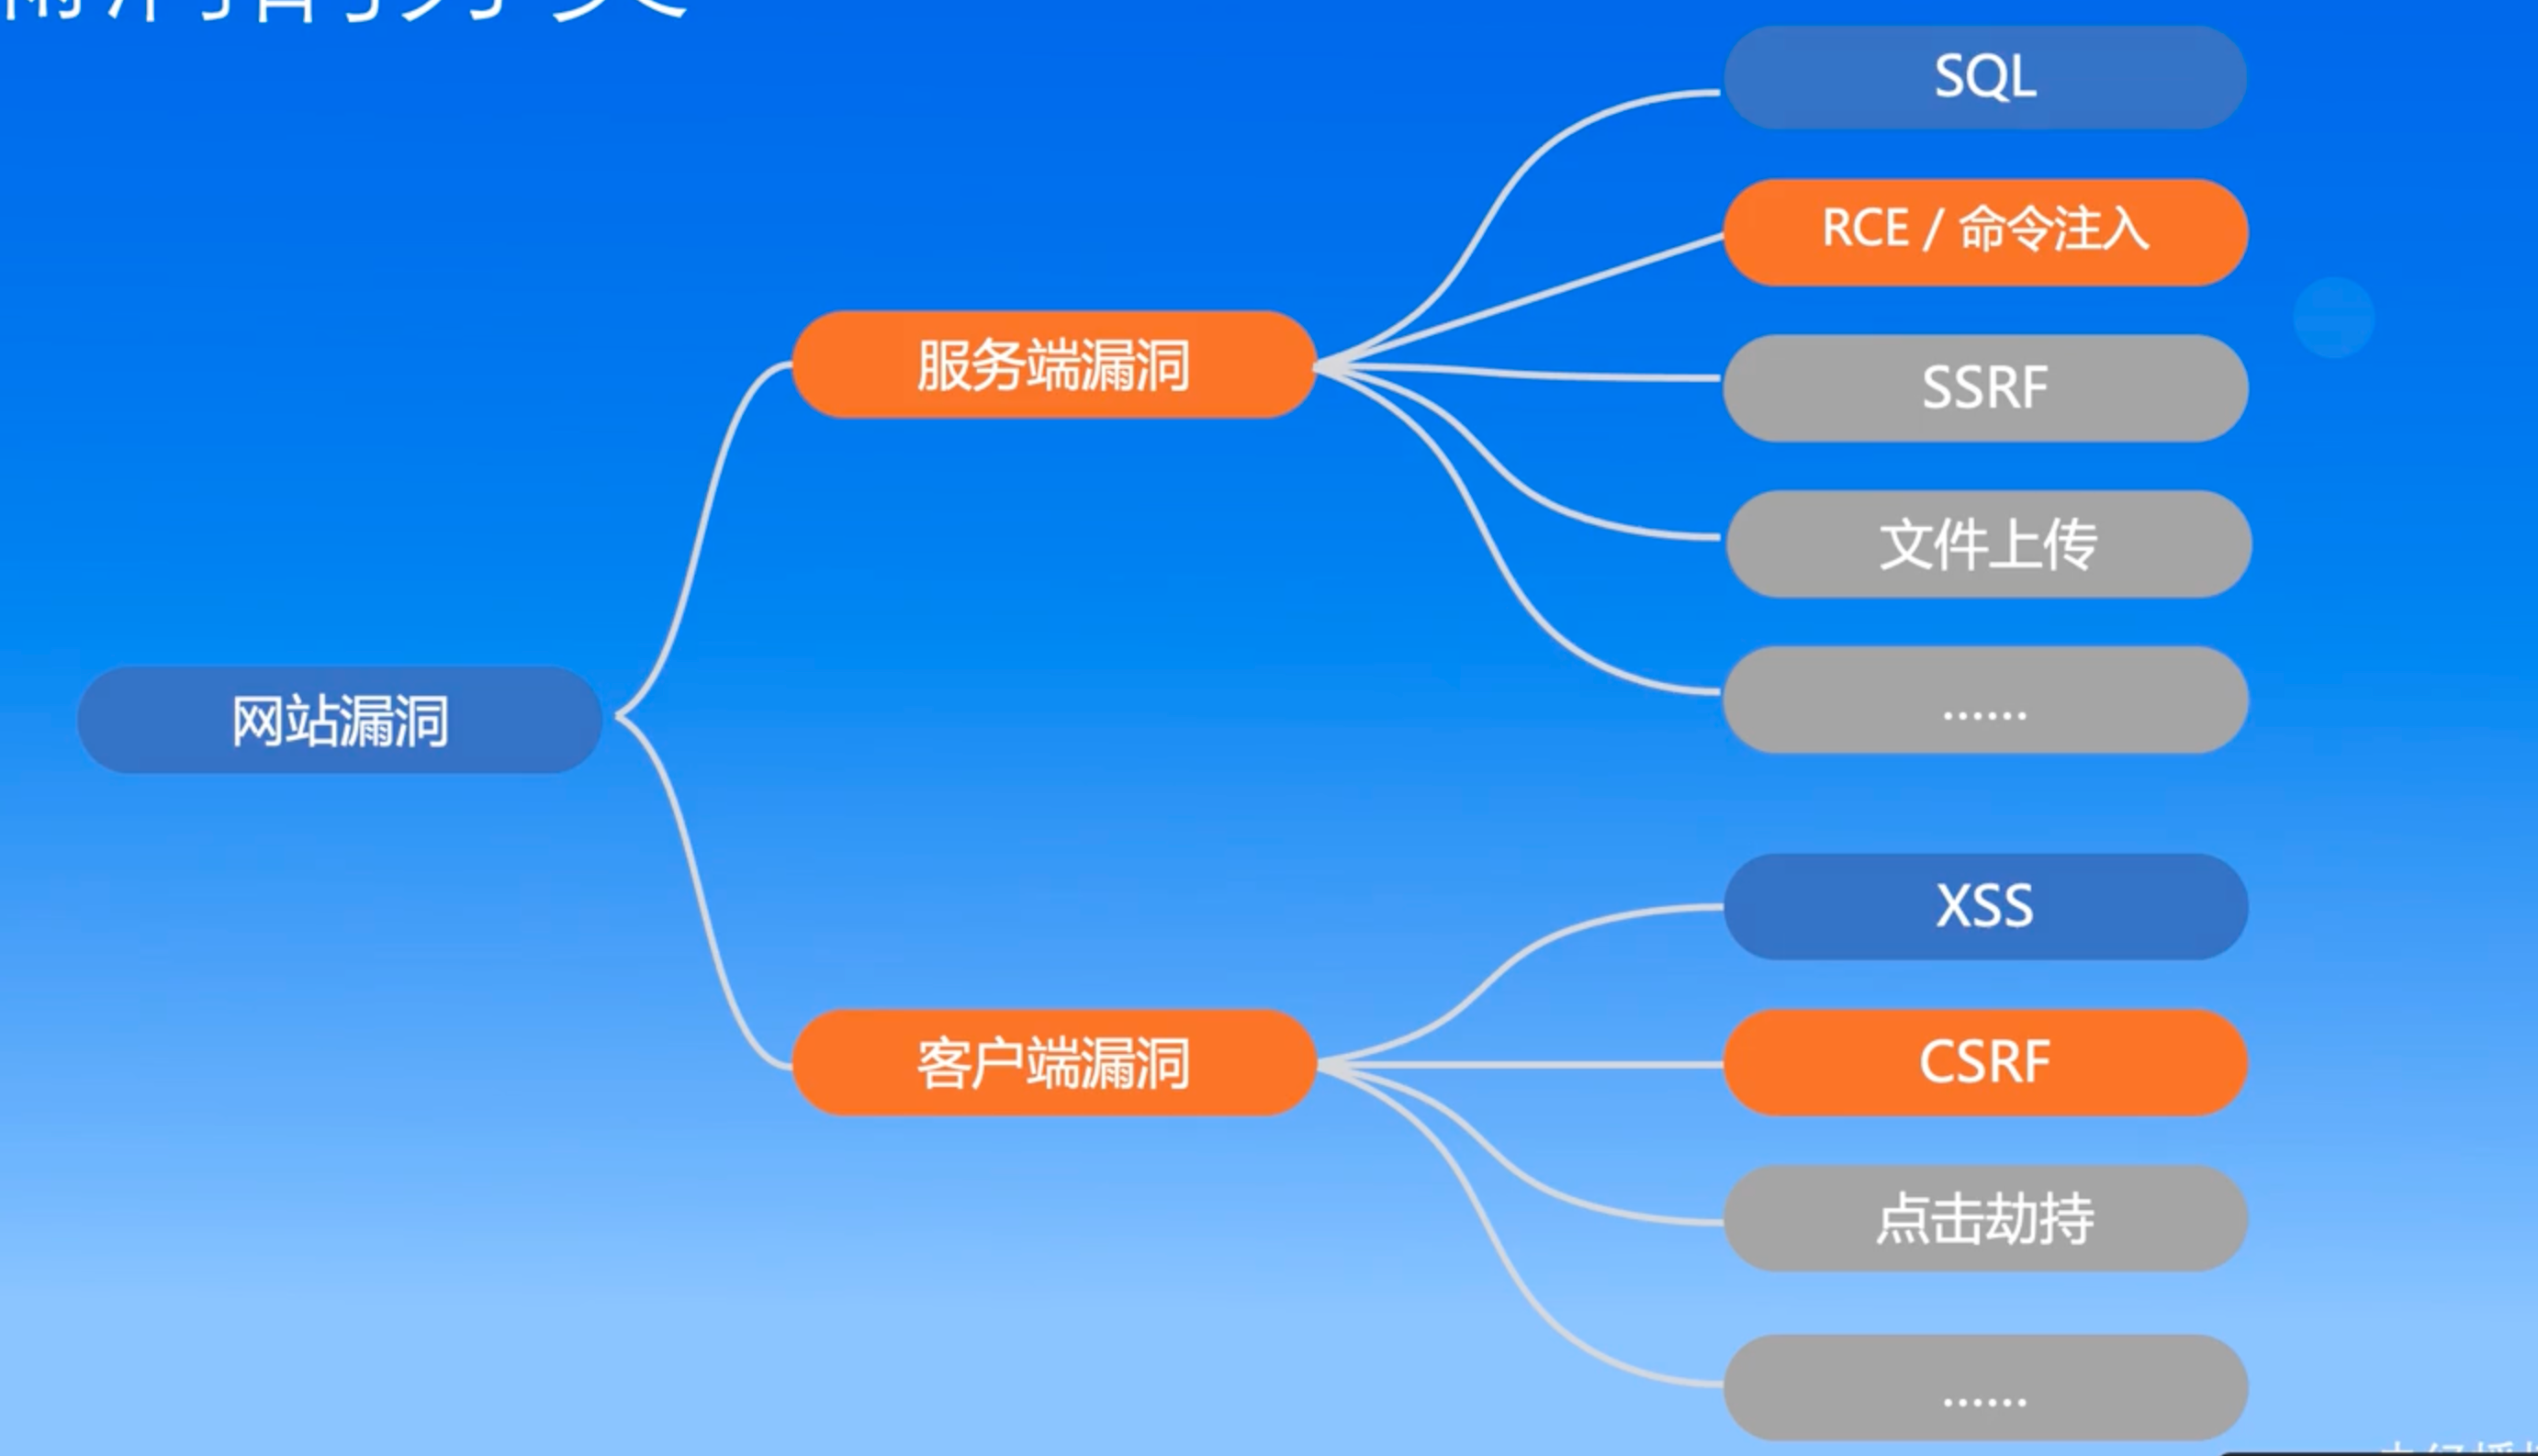 网站漏洞
服务端漏洞
SQL
RCE / 命令注入
SSRF
文件上传
……
客户端漏洞
XSS
CSRF
点击劫持
……